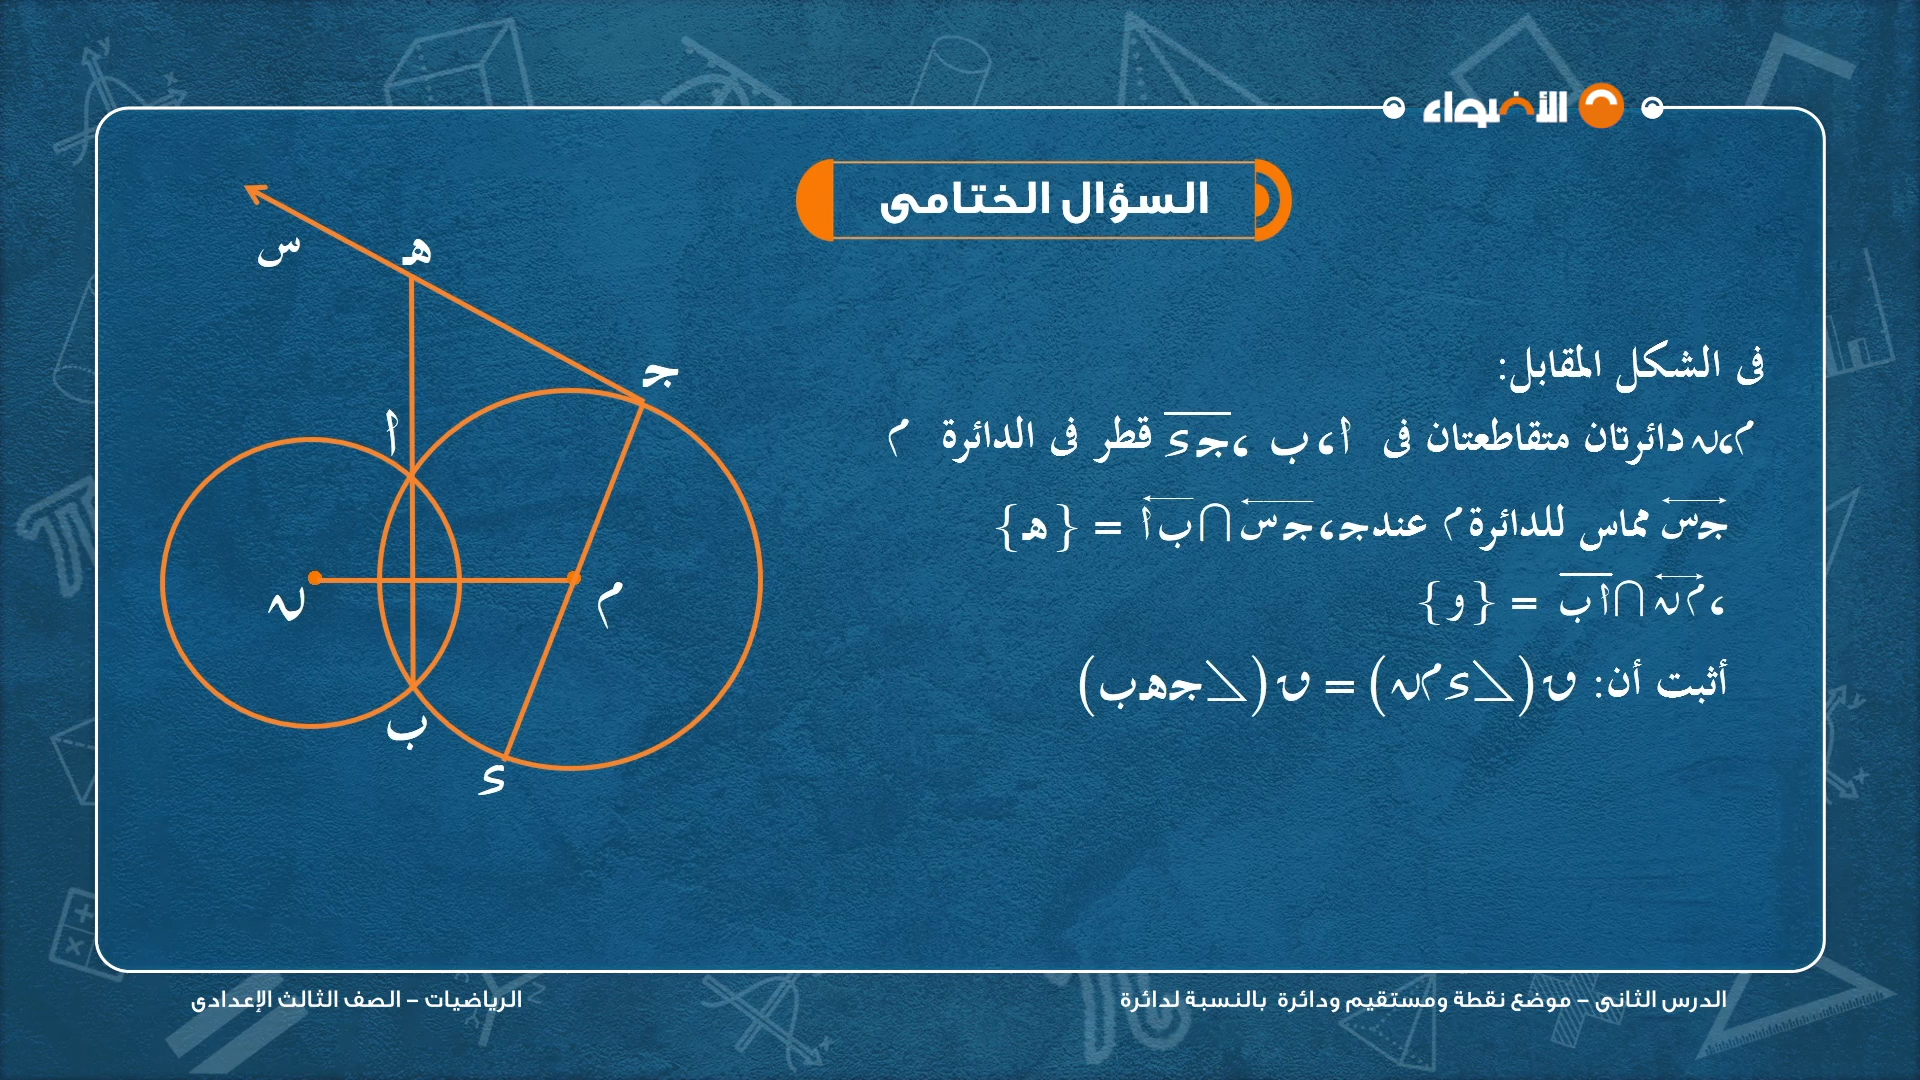 الأضواء
السؤال الختامى
فى الشكل المقابل:
م، ن دائرتان متقاطعتان فى أ، ب ، جـ د قطر فى الدائرة م
جـ س مماس للدائرة م عند جـ، جـ س ∩ ب أ = {هـ}
، م ن ∩ أ ب = {و}
أثبت أن: ق (∠ د م ن) = ق (∠ جـ هـ ب)
س
هـ
جـ
أ
ن
م
ب
د
الدرس الثانى – موضع نقطة ومستقيم ودائرة بالنسبة لدائرة
الرياضيات – الصف الثالث الإعدادى